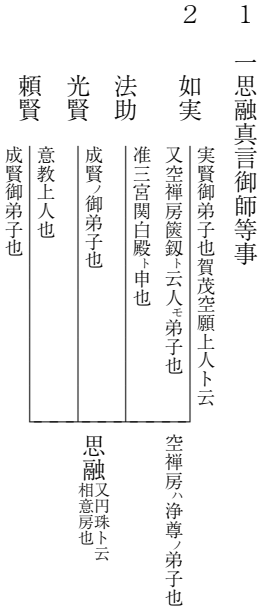 1
一思融真言御師等事
2
実賢御弟子也賀茂空願上人ト云
如実
又空禅房篋釼ト云人モ弟子也
空禅房ハ浄尊ノ弟子也
法助
准三宮関白殿ト申也
光賢
成賢ノ御弟子也
意教上人也
頼賢
成賢御弟子也
思融
又円珠ト云
相意房也